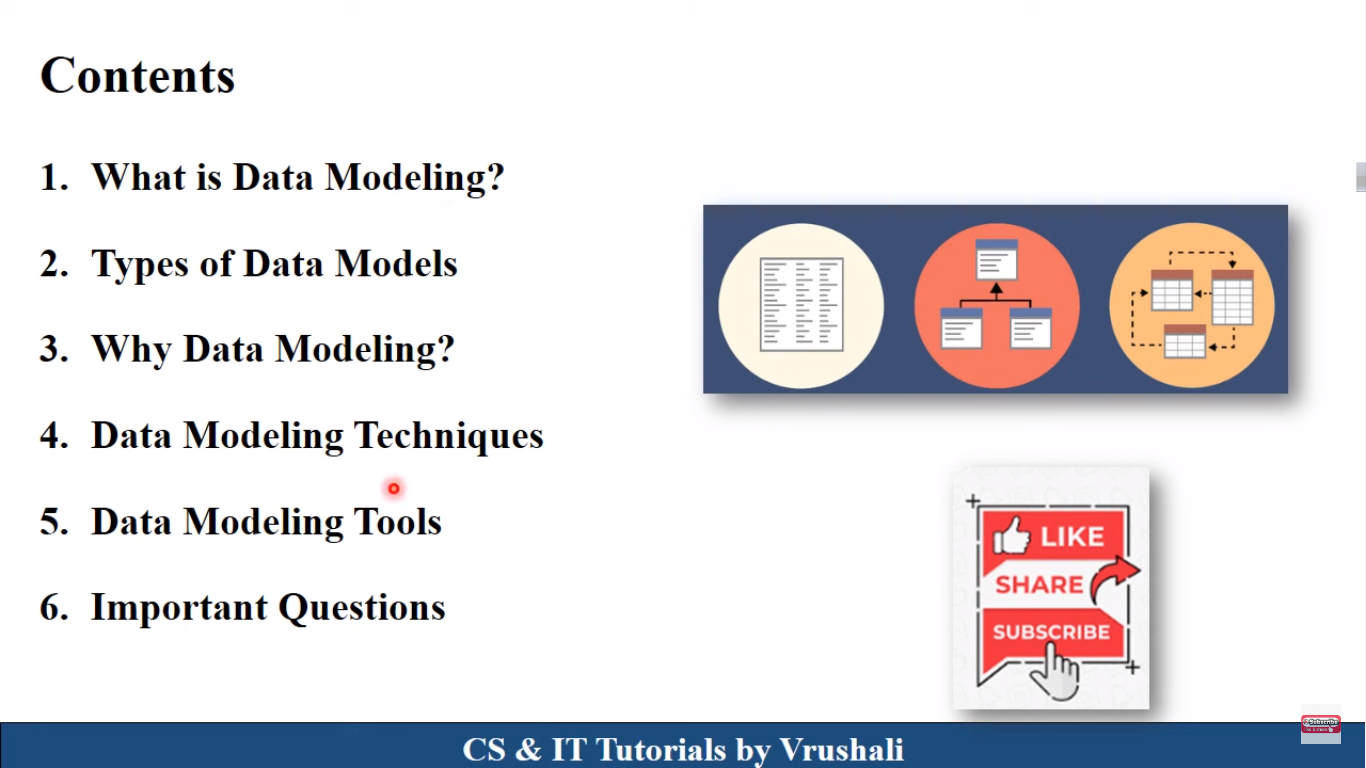 Contents
1. What is Data Modeling?
2. Types of Data Models
3. Why Data Modeling?
4. Data Modeling Techniques
5. Data Modeling Tools
6. Important Questions
LIKE
SHARE
SUBSCRIBE
Subscribe
CS & IT Tutorials by Vrushali